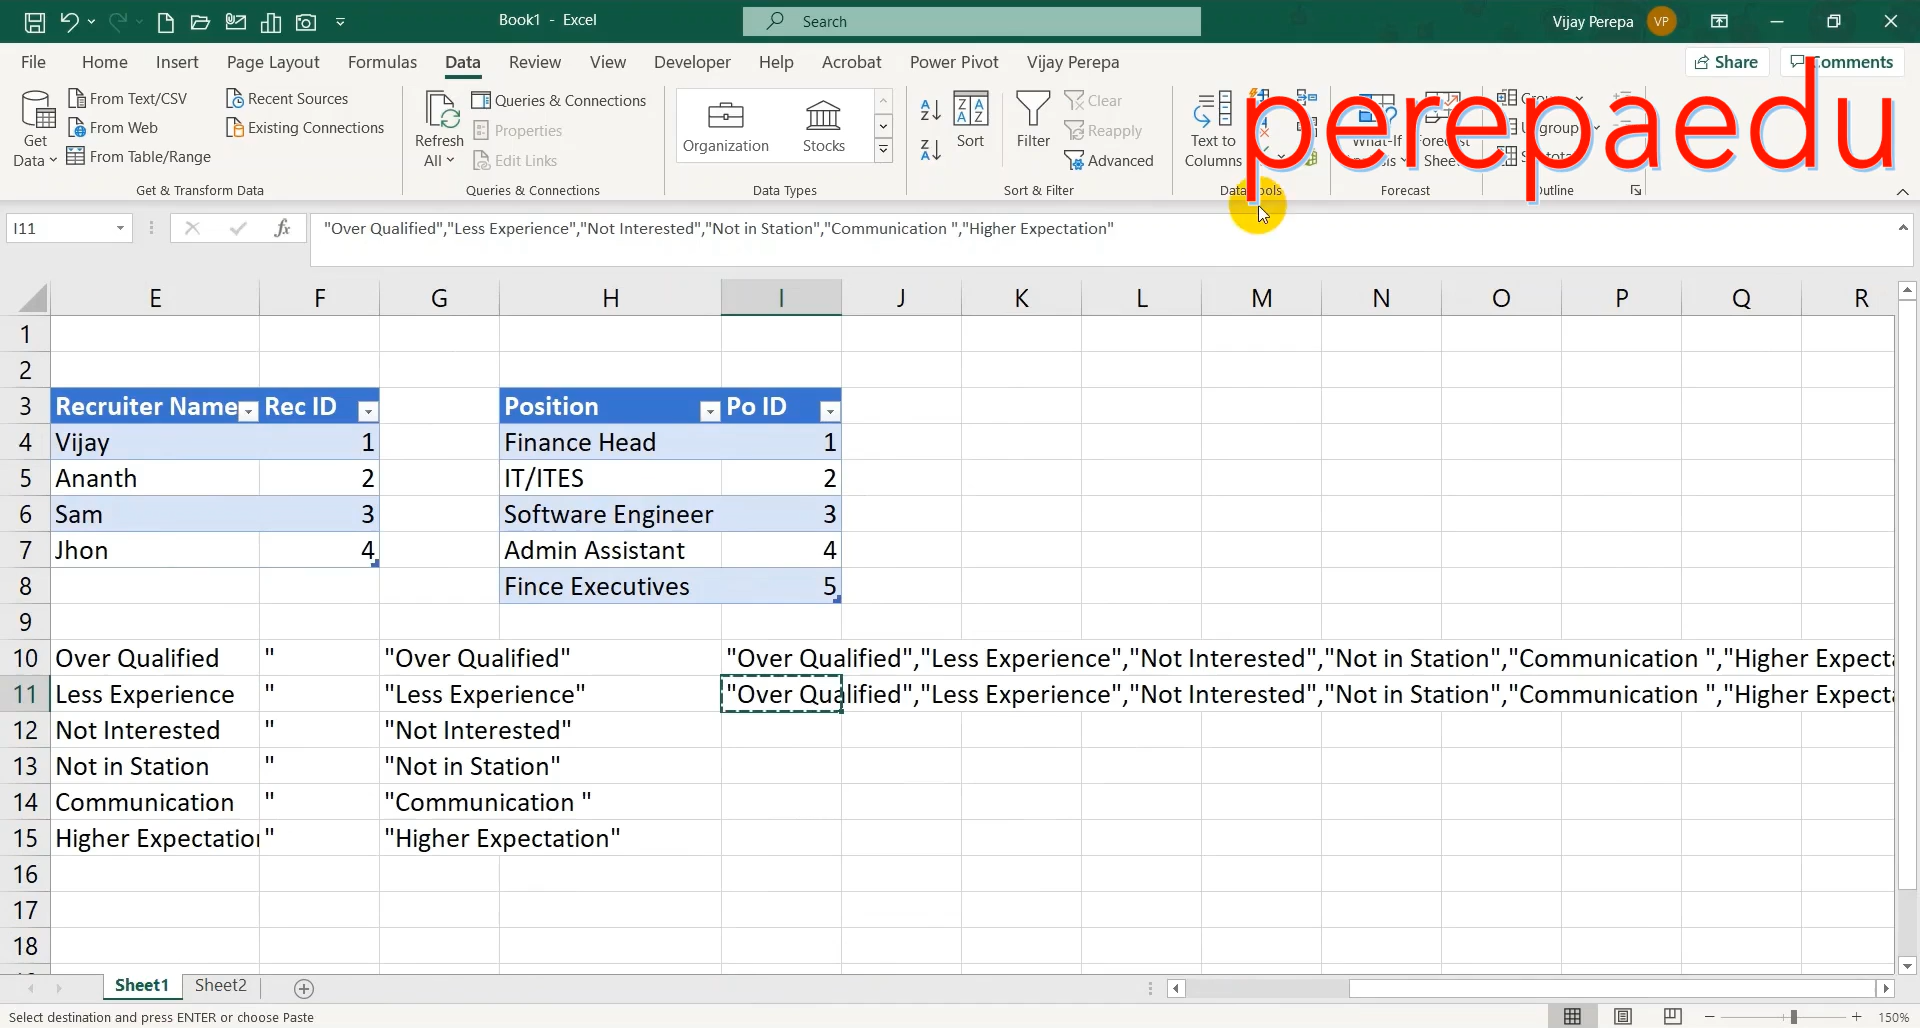 Book1 - Excel
Search
Vijay Perepa
VP
File Home Insert Page Layout Formulas Data Review View Developer Help Acrobat Power Pivot Vijay Perepa
Share
Comments
Get Data
From Text/CSV
From Web
From Table/Range
Recent Sources
Existing Connections
Get & Transform Data
Refresh All
Queries & Connections
Properties
Edit Links
Queries & Connections
Organization
Stocks
Data Types
Sort
Filter
Clear
Reapply
Advanced
Sort & Filter
Text to Columns
Forecast
perepaedu
I11
fx
"Over Qualified","Less Experience","Not Interested","Not in Station","Communication ","Higher Expectation"
E F G H I J K L M N O P Q R
1
2
3 Recruiter Name Rec ID Position Po ID
4 Vijay 1 Finance Head 1
5 Ananth 2 IT/ITES 2
6 Sam 3 Software Engineer 3
7 Jhon 4 Admin Assistant 4
8 Fince Executives 5
9
10 Over Qualified " "Over Qualified" "Over Qualified","Less Experience","Not Interested","Not in Station","Communication ","Higher Expecta
11 Less Experience " "Less Experience" "Over Qualified","Less Experience","Not Interested","Not in Station","Communication ","Higher Expecta
12 Not Interested " "Not Interested"
13 Not in Station " "Not in Station"
14 Communication " "Communication "
15 Higher Expectation " "Higher Expectation"
16
17
18
Sheet1 Sheet2
Select destination and press ENTER or choose Paste
150%